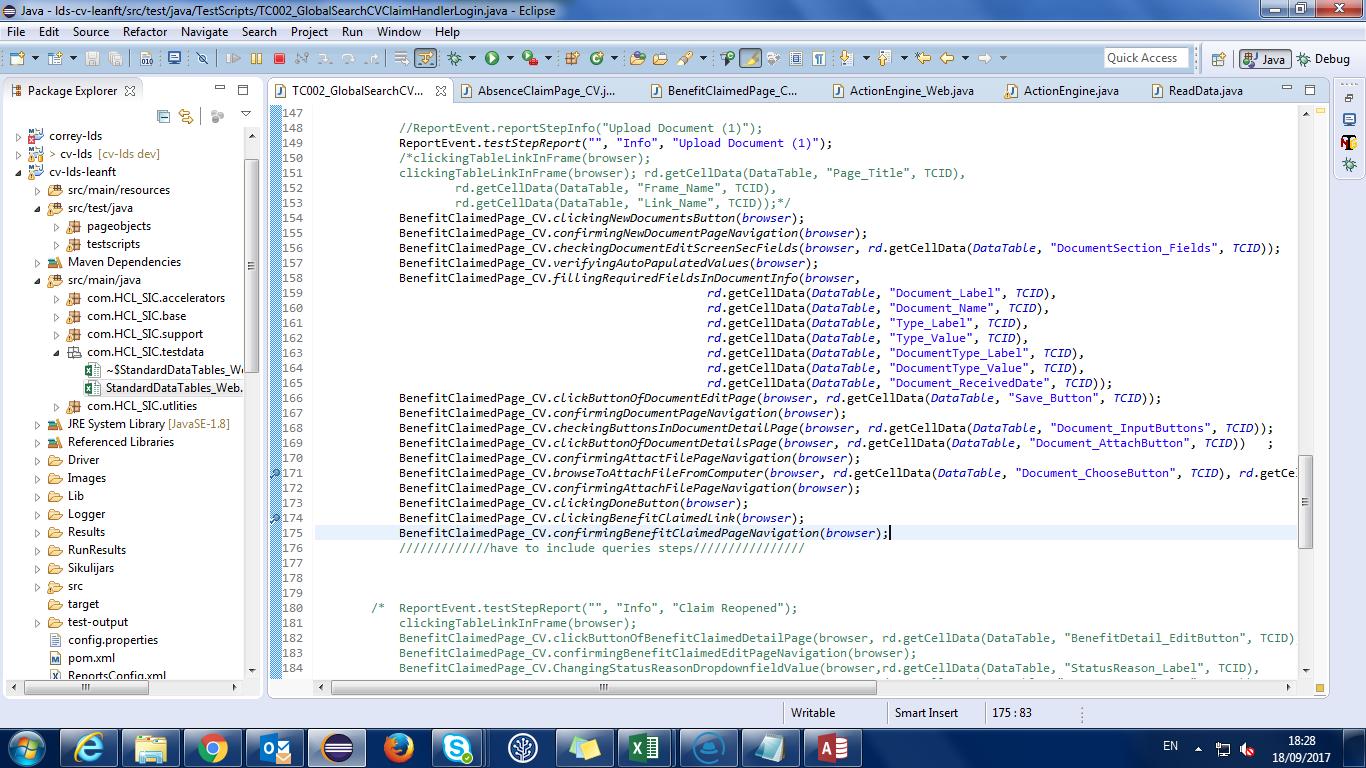 Java - lds-cv-leanft/src/test/java/TestScripts/TC002_GlobalSearchCVClaimHandlerLogin.java - Eclipse
File Edit Source Refactor Navigate Search Project Run Window Help
Quick Access Java Debug
Package Explorer
correy-lds
> cv-lds [cv-lds dev]
cv-lds-leanft
src/main/resources
src/test/java
pageobjects
testscripts
Maven Dependencies
src/main/java
com.HCL_SIC.accelerators
com.HCL_SIC.base
com.HCL_SIC.support
com.HCL_SIC.testdata
~$StandardDataTables_We
StandardDataTables_Web.
com.HCL_SIC.utlities
JRE System Library [JavaSE-1.8]
Referenced Libraries
Driver
Images
Lib
Logger
Results
RunResults
Sikulijars
src
target
test-output
config.properties
pom.xml
ReportsConfig.xml
TC002_GlobalSearchCV... AbsenceClaimPage_CV.j... BenefitClaimedPage_C... ActionEngine_Web.java ActionEngine.java ReadData.java
147
148 //ReportEvent.reportStepInfo("Upload Document (1)");
149 ReportEvent.testStepReport("", "Info", "Upload Document (1)");
150 /*clickingTableLinkInFrame(browser);
151 clickingTableLinkInFrame(browser); rd.getCellData(DataTable, "Page_Title", TCID),
152 rd.getCellData(DataTable, "Frame_Name", TCID),
153 rd.getCellData(DataTable, "Link_Name", TCID));*/
154 BenefitClaimedPage_CV.clickingNewDocumentsButton(browser);
155 BenefitClaimedPage_CV.confirmingNewDocumentPageNavigation(browser);
156 BenefitClaimedPage_CV.checkingDocumentEditScreenSecFields(browser, rd.getCellData(DataTable, "DocumentSection_Fields", TCID));
157 BenefitClaimedPage_CV.verifyingAutoPapulatedValues(browser);
158 BenefitClaimedPage_CV.fillingRequiredFieldsInDocumentInfo(browser,
159 rd.getCellData(DataTable, "Document_Label", TCID),
160 rd.getCellData(DataTable, "Document_Name", TCID),
161 rd.getCellData(DataTable, "Type_Label", TCID),
162 rd.getCellData(DataTable, "Type_Value", TCID),
163 rd.getCellData(DataTable, "DocumentType_Label", TCID),
164 rd.getCellData(DataTable, "DocumentType_Value", TCID),
165 rd.getCellData(DataTable, "Document_ReceivedDate", TCID));
166 BenefitClaimedPage_CV.clickButtonOfDocumentEditPage(browser, rd.getCellData(DataTable, "Save_Button", TCID));
167 BenefitClaimedPage_CV.confirmingDocumentPageNavigation(browser);
168 BenefitClaimedPage_CV.checkingButtonsInDocumentDetailPage(browser, rd.getCellData(DataTable, "Document_InputButtons", TCID));
169 BenefitClaimedPage_CV.clickButtonOfDocumentDetailsPage(browser, rd.getCellData(DataTable, "Document_AttachButton", TCID)) ;
170 BenefitClaimedPage_CV.confirmingAttactFilePageNavigation(browser);
171 BenefitClaimedPage_CV.browseToAttachFileFromComputer(browser, rd.getCellData(DataTable, "Document_ChooseButton", TCID), rd.getCel
172 BenefitClaimedPage_CV.confirmingAttachFilePageNavigation(browser);
173 BenefitClaimedPage_CV.clickingDoneButton(browser);
174 BenefitClaimedPage_CV.clickingBenefitClaimedLink(browser);
175 BenefitClaimedPage_CV.confirmingBenefitClaimedPageNavigation(browser);
176 /////////////have to include queries steps////////////////
177
178
179
180 /* ReportEvent.testStepReport("", "Info", "Claim Reopened");
181 clickingTableLinkInFrame(browser);
182 BenefitClaimedPage_CV.clickButtonOfBenefitClaimedDetailPage(browser, rd.getCellData(DataTable, "BenefitDetail_EditButton", TCID)
183 BenefitClaimedPage_CV.confirmingBenefitClaimedEditPageNavigation(browser);
184 BenefitClaimedPage_CV.ChangingStatusReasonDropdownfieldValue(browser,rd.getCellData(DataTable, "StatusReason_Label", TCID),
Writable Smart Insert 175 : 83
EN 18:28
18/09/2017